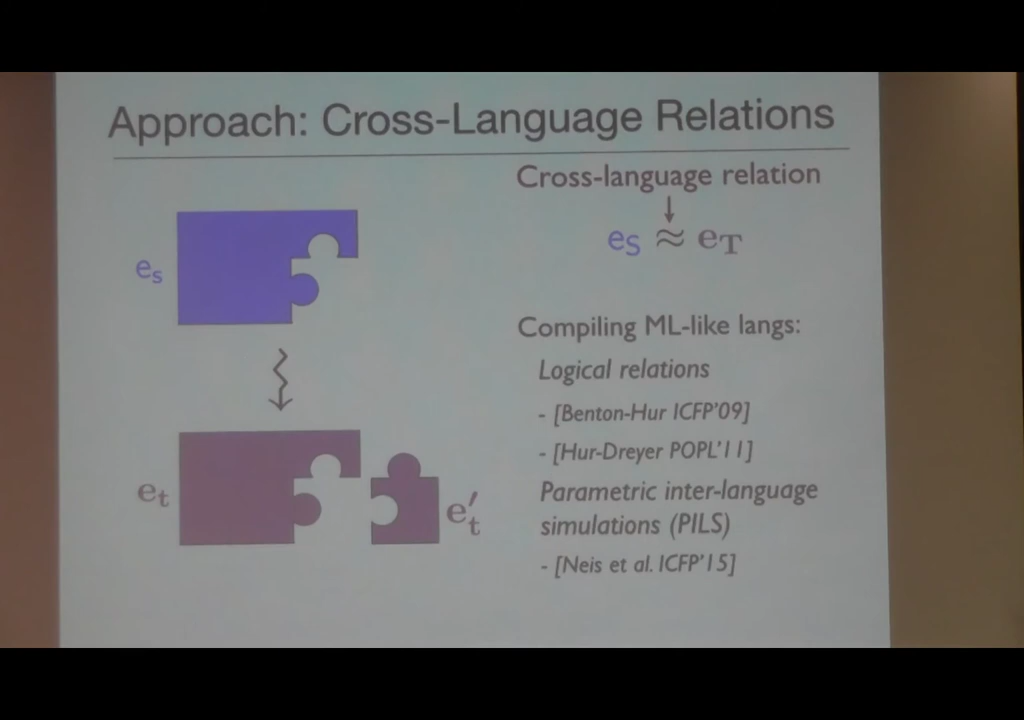 Approach: Cross-Language Relations
Cross-language relation
eS ≈ eT
es
Compiling ML-like langs:
Logical relations
- [Benton-Hur ICFP'09]
- [Hur-Dreyer POPL'11]
Parametric inter-language
simulations (PILS)
- [Neis et al. ICFP'15]
et
e't